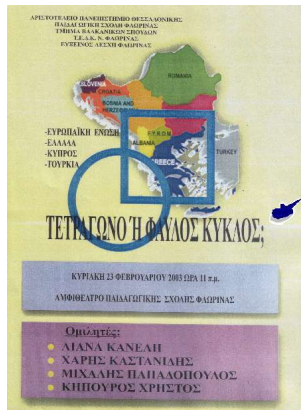 ΑΡΙΣΤΟΤΕΛΕΙΟ ΠΑΝΕΠΙΣΤΗΜΙΟ ΘΕΣΣΑΛΟΝΙΚΗΣ
ΠΑΙΔΑΓΩΓΙΚΗ ΣΧΟΛΗ ΦΛΩΡΙΝΑΣ
ΤΜΗΜΑ ΒΑΛΚΑΝΙΚΩΝ ΣΠΟΥΔΩΝ
Τ.Ε.Δ.Κ. Ν. ΦΛΩΡΙΝΑΣ
ΕΥΞΕΙΝΟΣ ΛΕΣΧΗ ΦΛΩΡΙΝΑΣ
ROMANIA
SLOVENIA
CROATIA
BOSNIA AND
-ΕΥΡΩΠΑΪΚΗ ΕΝΩΣΗ
-ΕΛΛΑΔΑ
-ΚΥΠΡΟΣ
-ΤΟΥΡΚΙΑ
ALBANIA
TURKEY
GREECE
ΤΕΤΡΑΓΩΝΟ Ή ΦΑΥΛΟΣ ΚΥΚΛΟΣ;
ΚΥΡΙΑΚΗ 23 ΦΕΒΡΟΥΑΡΙΟΥ 2003 ΩΡΑ 11 π.μ.
ΑΜΦΙΘΕΑΤΡΟ ΠΑΙΔΑΓΩΓΙΚΗΣ ΣΧΟΛΗΣ ΦΛΩΡΙΝΑΣ
Ομιλητές:
ΛΙΑΝΑ ΚΑΝΕΛΗ
ΧΑΡΗΣ ΚΑΣΤΑΝΙΔΗΣ
ΜΙΧΑΛΗΣ ΠΑΠΑΔΟΠΟΥΛΟΣ
ΚΗΠΟΥΡΟΣ ΧΡΗΣΤΟΣ